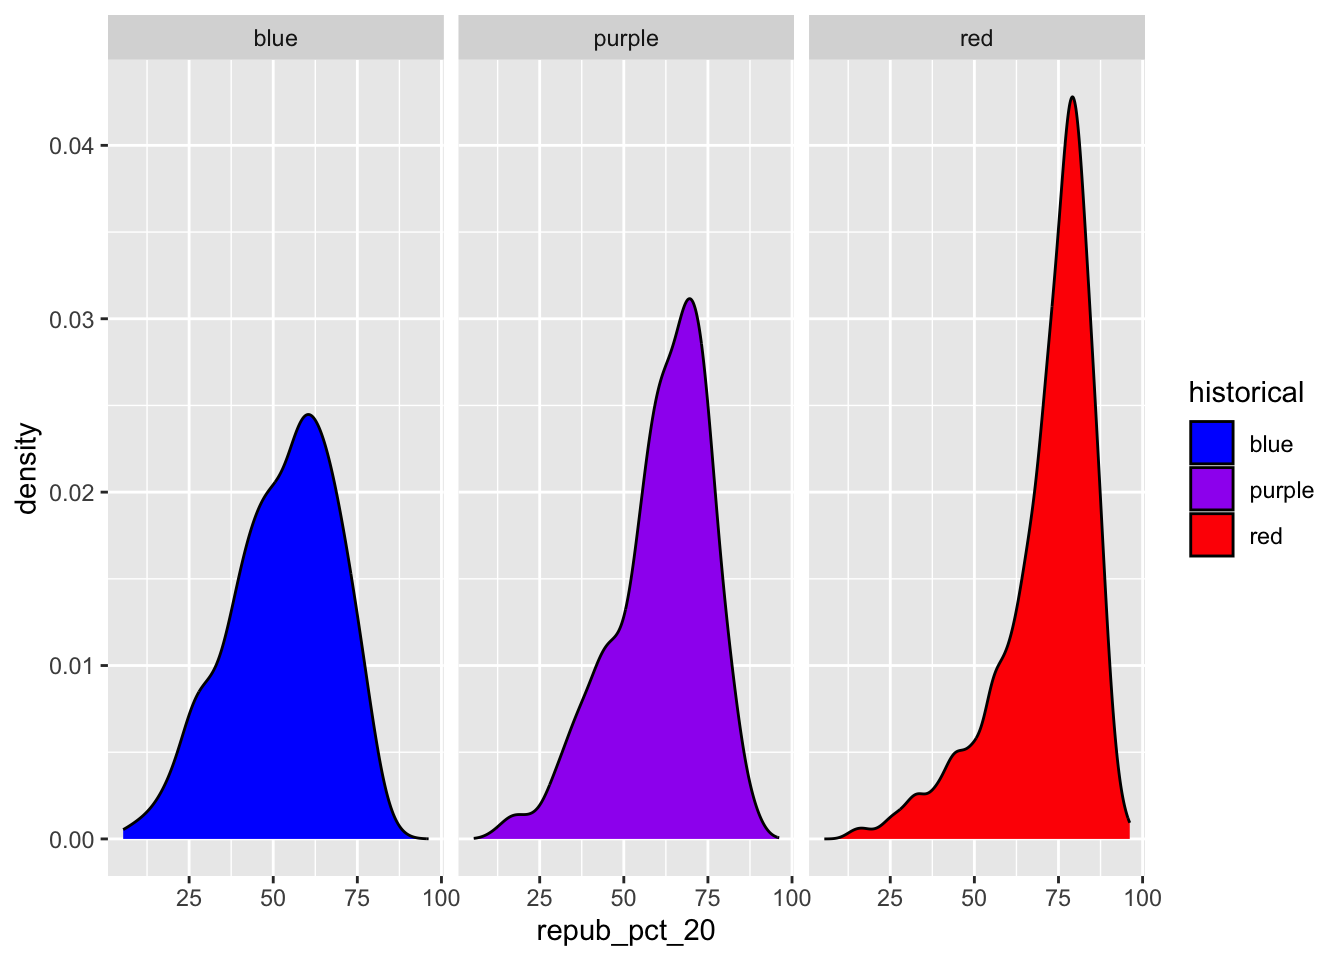 blue purple red
0.04
0.03
0.02
0.01
0.00
density
25 50 75 100 25 50 75 100 25 50 75 100
repub_pct_20
historical
blue
purple
red